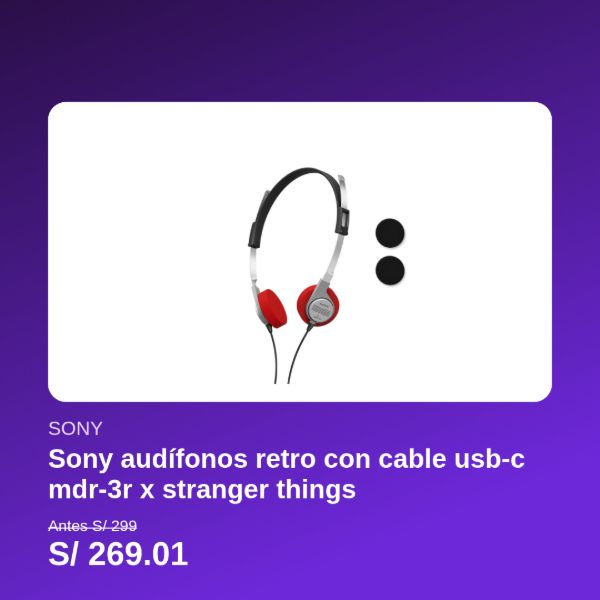 SONY
Sony audífonos retro con cable usb-c
mdr-3r x stranger things
Antes S/ 299
S/ 269.01